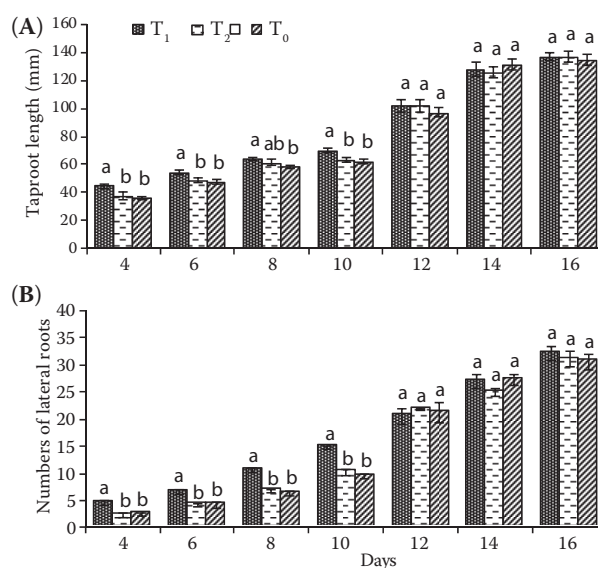 (A)
T1 T2 T0
Taproot length (mm)
160
140
120
100
80
60
40
20
0
a b b a b b a ab b a b b a a a a a a a a a
4 6 8 10 12 14 16
(B)
Numbers of lateral roots
40
35
30
25
20
15
10
5
0
a b b a b b a b b a b b a a a a a a a a a
4 6 8 10 12 14 16
Days